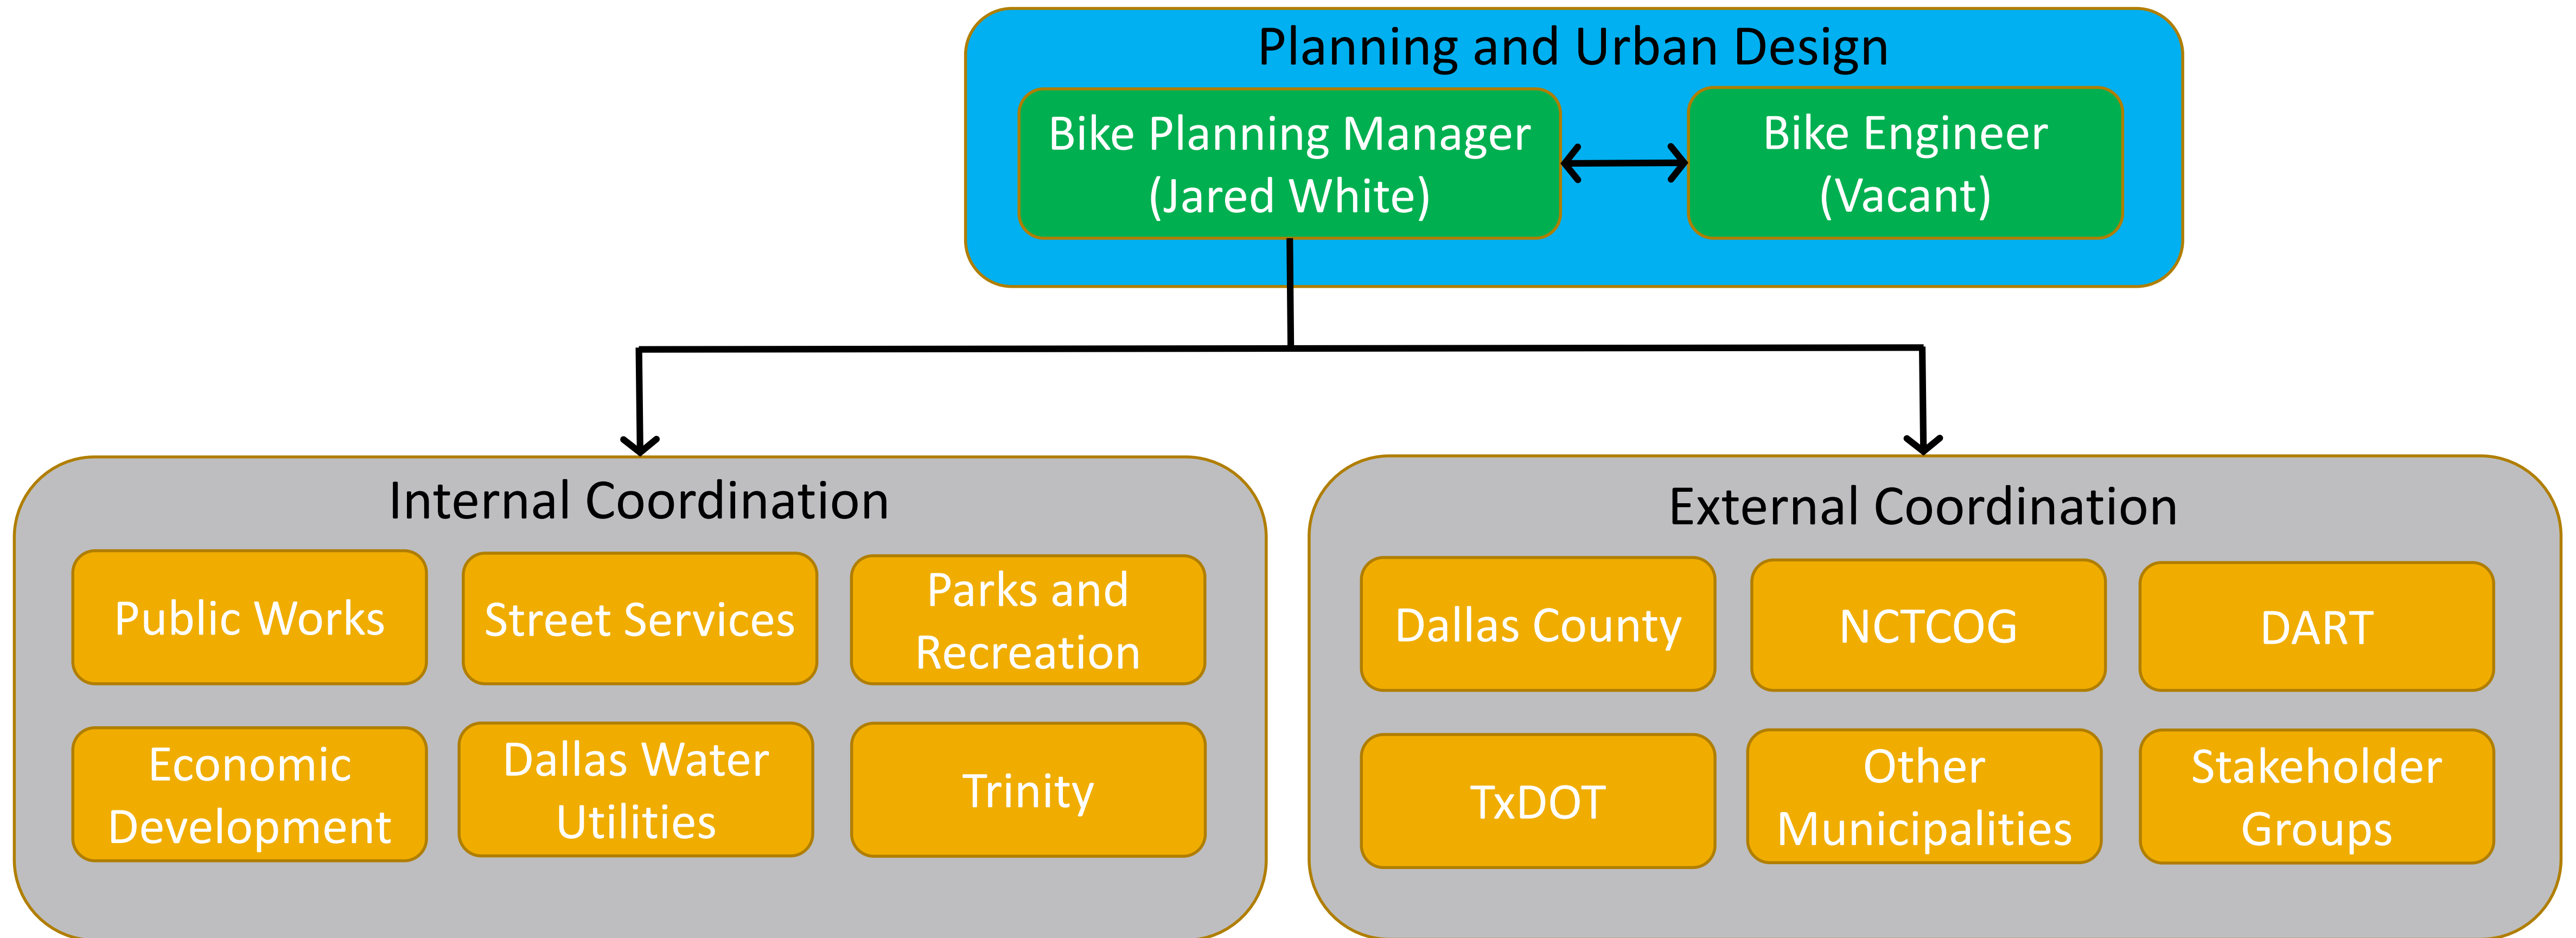 Planning and Urban Design
Bike Planning Manager
(Jared White)
Bike Engineer
(Vacant)
Internal Coordination
Public Works
Street Services
Parks and
Recreation
Economic
Development
Dallas Water
Utilities
Trinity
External Coordination
Dallas County
NCTCOG
DART
TxDOT
Other
Municipalities
Stakeholder
Groups